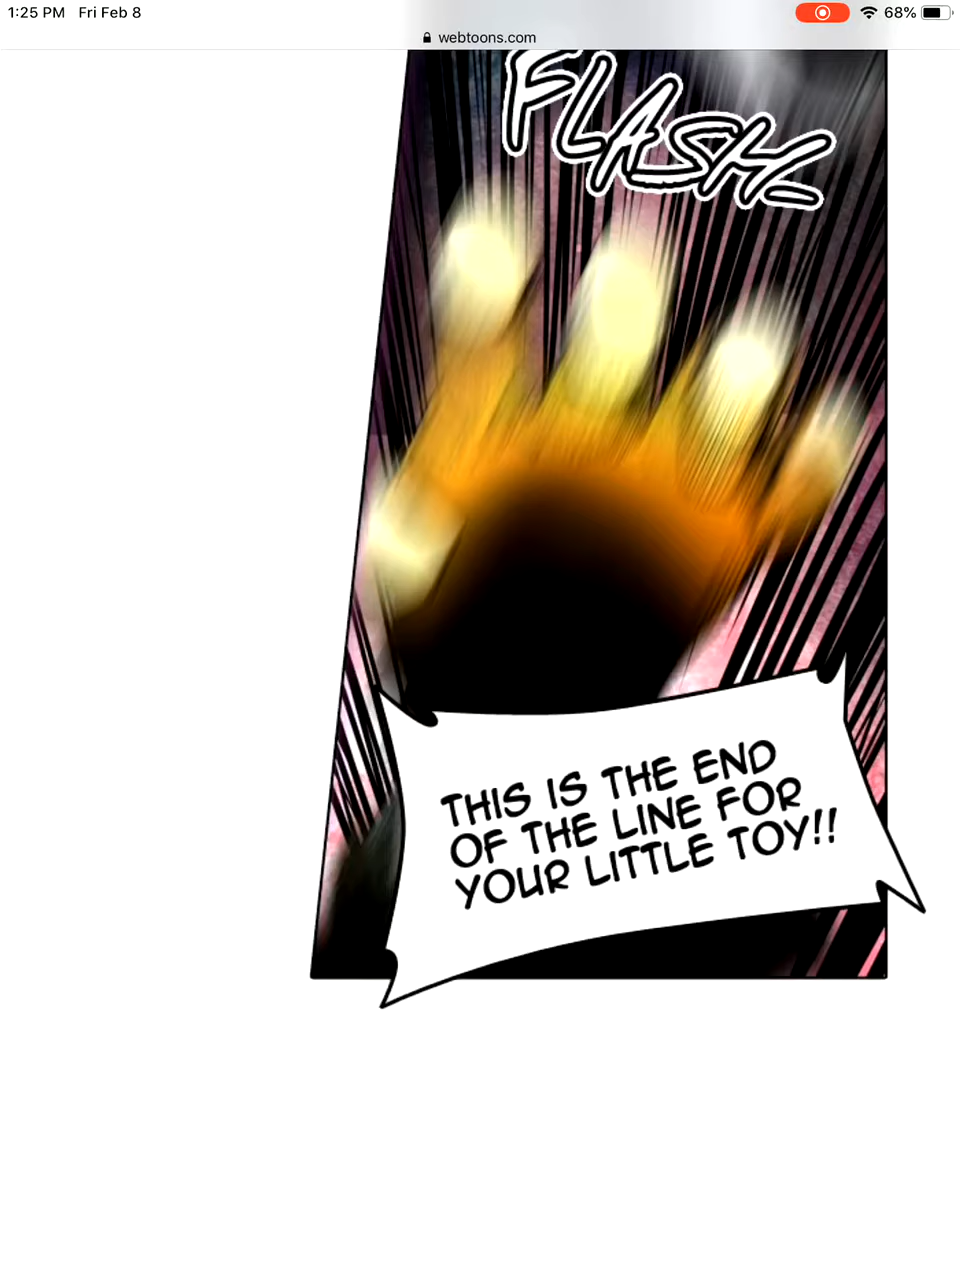 1:25 PM Fri Feb 8
68%
webtoons.com
FLASH
THIS IS THE END
OF THE LINE FOR
YOUR LITTLE TOY!!